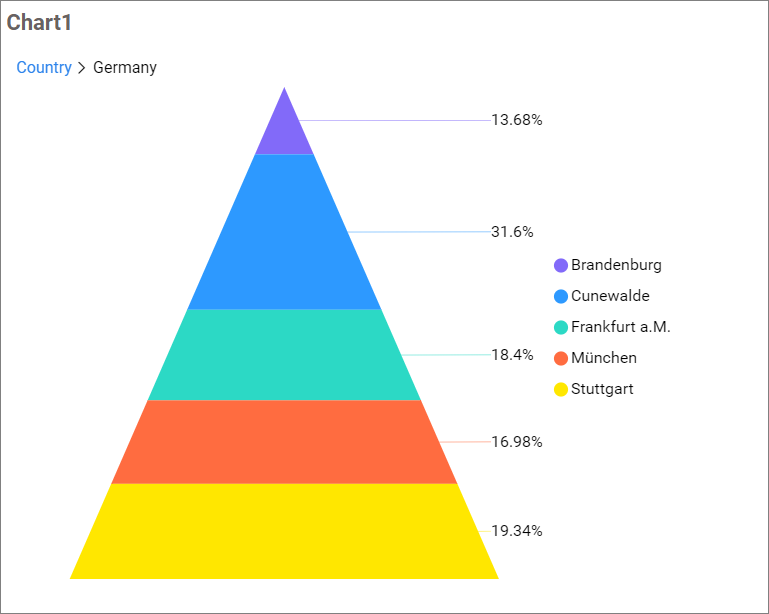 Chart1
Country > Germany
13.68%
31.6%
18.4%
16.98%
19.34%
Brandenburg
Cunewalde
Frankfurt a.M.
München
Stuttgart